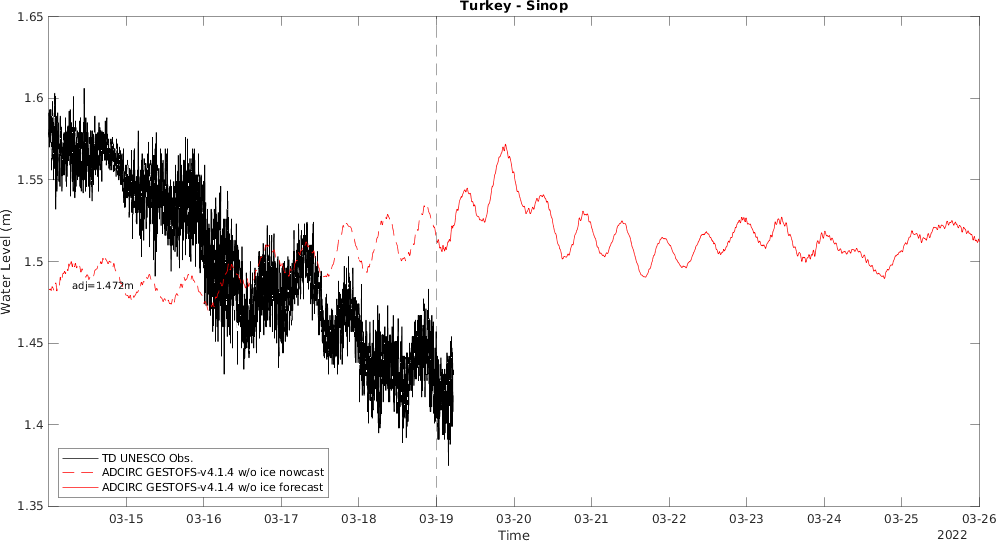 Turkey - Sinop
1.65
1.6
1.55
1.5
1.45
1.4
1.35
Water Level (m)
adj=1.472m
TD UNESCO Obs.
ADCIRC GESTOFS-v4.1.4 w/o ice nowcast
ADCIRC GESTOFS-v4.1.4 w/o ice forecast
03-15 03-16 03-17 03-18 03-19 03-20 03-21 03-22 03-23 03-24 03-25 03-26
Time
2022